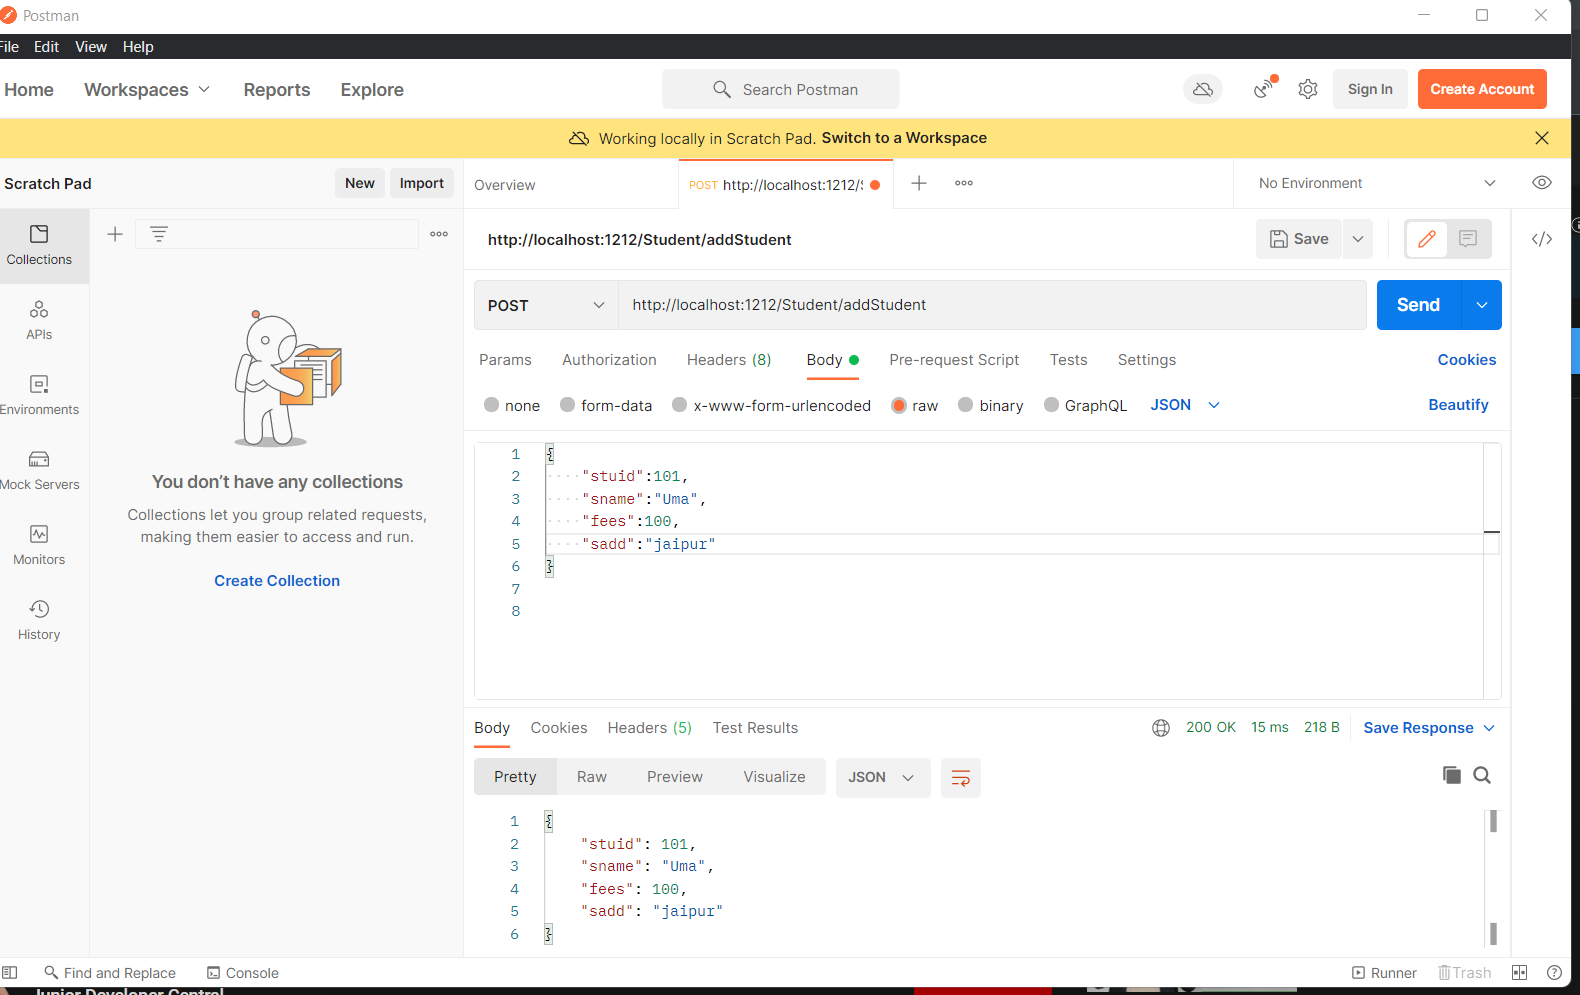 Postman
File Edit View Help
Home Workspaces Reports Explore Search Postman Sign In Create Account
Working locally in Scratch Pad. Switch to a Workspace
Scratch Pad New Import Overview POST http://localhost:1212/S No Environment
Collections
APIs
Environments
Mock Servers
Monitors
History
You don't have any collections
Collections let you group related requests,
making them easier to access and run.
Create Collection
http://localhost:1212/Student/addStudent Save
POST http://localhost:1212/Student/addStudent Send
Params Authorization Headers (8) Body Pre-request Script Tests Settings Cookies
none form-data x-www-form-urlencoded raw binary GraphQL JSON Beautify
1 {
2 "stuid":101,
3 "sname":"Uma",
4 "fees":100,
5 "sadd":"jaipur"
6 }
7
8
Body Cookies Headers (5) Test Results 200 OK 15 ms 218 B Save Response
Pretty Raw Preview Visualize JSON
1 {
2 "stuid": 101,
3 "sname": "Uma",
4 "fees": 100,
5 "sadd": "jaipur"
6 }
Find and Replace Console Runner Trash
Junior Developer Central